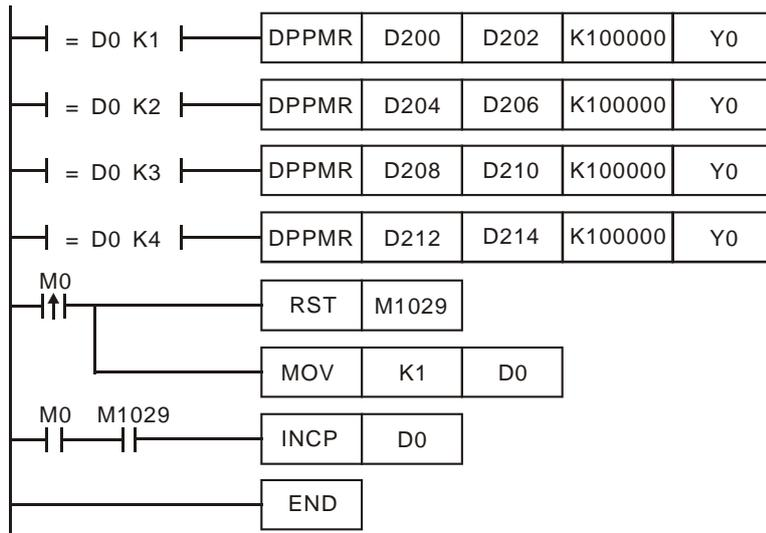 = D0 K1 DPPMR D200 D202 K100000 Y0
= D0 K2 DPPMR D204 D206 K100000 Y0
= D0 K3 DPPMR D208 D210 K100000 Y0
= D0 K4 DPPMR D212 D214 K100000 Y0
M0
RST M1029
MOV K1 D0
M0 M1029
INCP D0
END